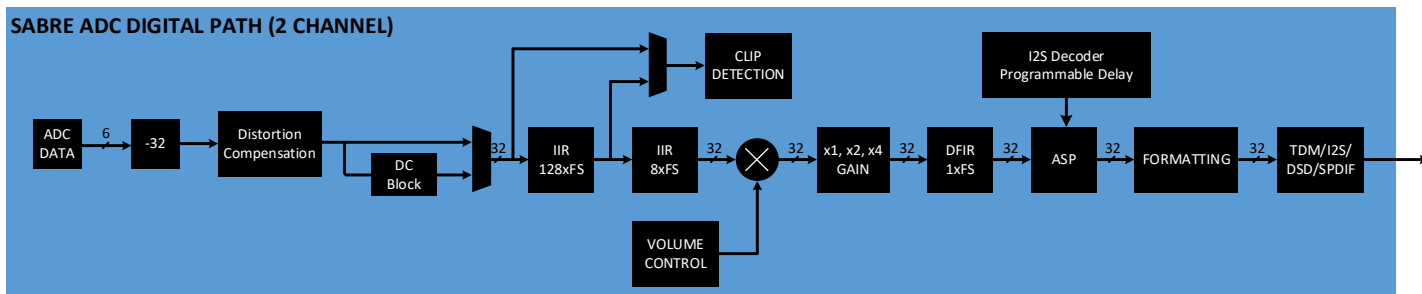 SABRE ADC DIGITAL PATH (2 CHANNEL)
CLIP
DETECTION
I2S Decoder
Programmable Delay
ADC
DATA
6
-32
Distortion
Compensation
DC
Block
32
IIR
128xFS
IIR
8xFS
32
32
x1, x2, x4
GAIN
32
DFIR
1xFS
32
ASP
32
FORMATTING
32
TDM/I2S/
DSD/SPDIF
VOLUME
CONTROL